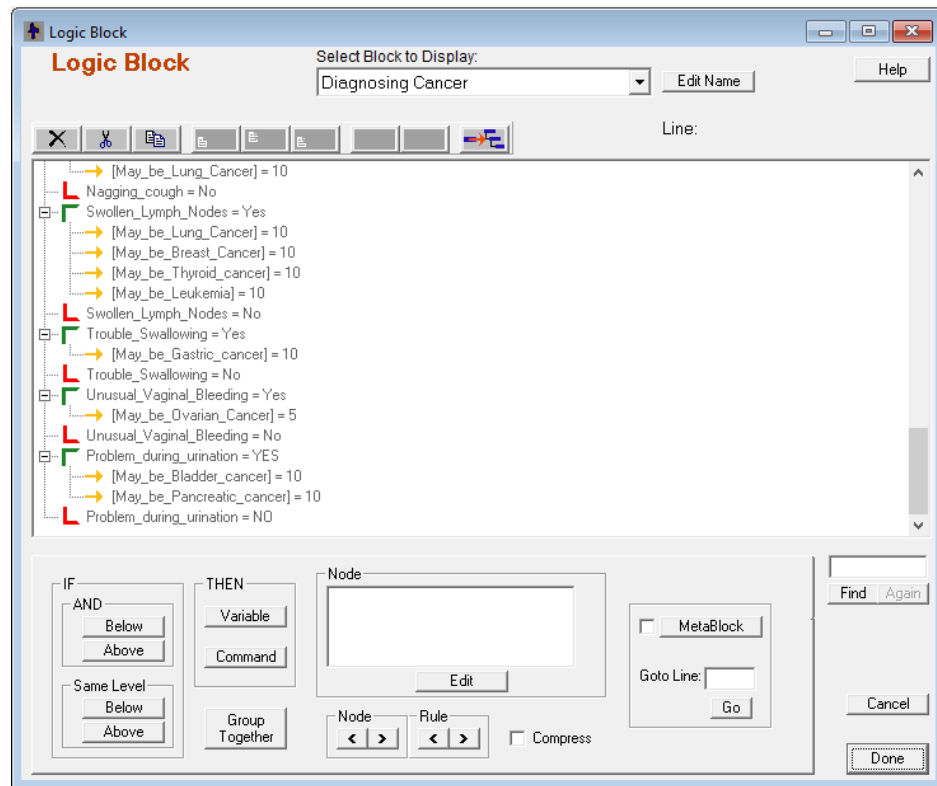 Logic Block
Logic Block
Select Block to Display:
Diagnosing Cancer
Edit Name
Help
Line:
[May_be_Lung_Cancer] = 10
Nagging_cough = No
Swollen_Lymph_Nodes = Yes
[May_be_Lung_Cancer] = 10
[May_be_Breast_Cancer] = 10
[May_be_Thyroid_cancer] = 10
[May_be_Leukemia] = 10
Swollen_Lymph_Nodes = No
Trouble_Swallowing = Yes
[May_be_Gastric_cancer] = 10
Trouble_Swallowing = No
Unusual_Vaginal_Bleeding = Yes
[May_be_Ovarian_Cancer] = 5
Unusual_Vaginal_Bleeding = No
Problem_during_urination = YES
[May_be_Bladder_cancer] = 10
[May_be_Pancreatic_cancer] = 10
Problem_during_urination = NO
IF
AND
Below
Above
Same Level
Below
Above
THEN
Variable
Command
Group
Together
Node
Edit
Node
< >
Rule
< >
Compress
MetaBlock
Goto Line:
Go
Find Again
Cancel
Done